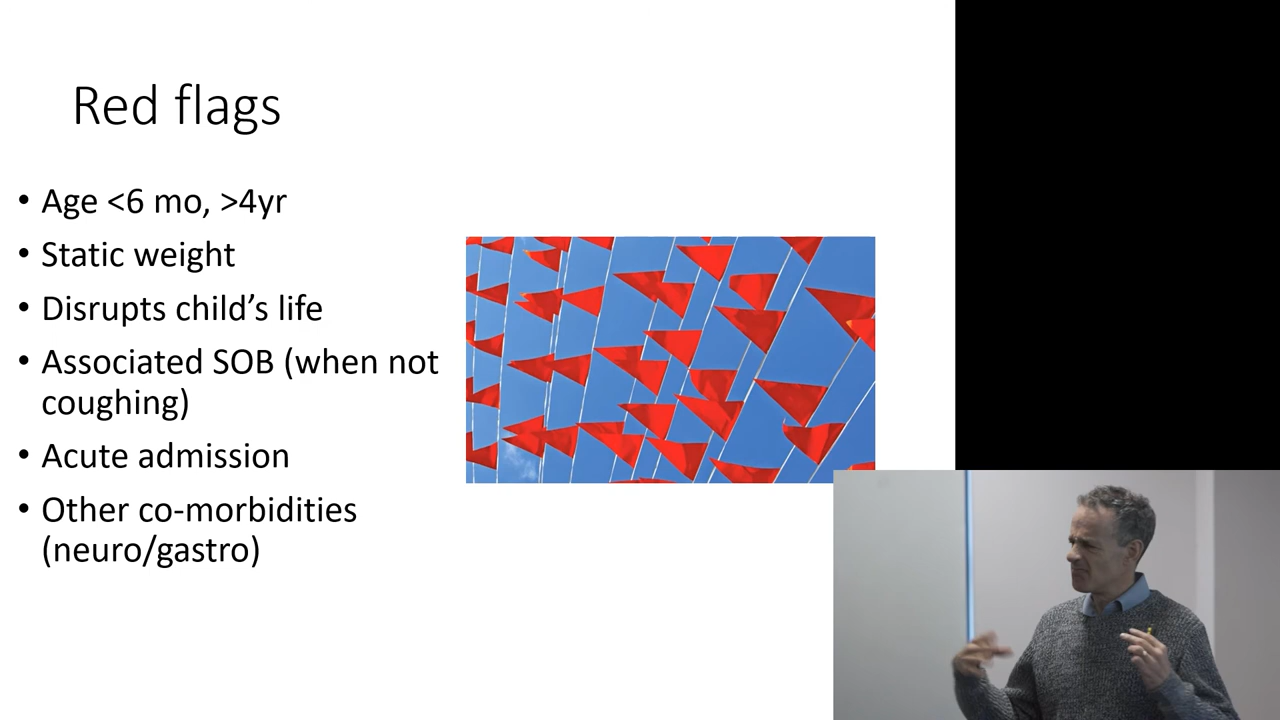 Red flags
• Age <6 mo, >4yr
• Static weight
• Disrupts child’s life
• Associated SOB (when not
coughing)
• Acute admission
• Other co-morbidities
(neuro/gastro)